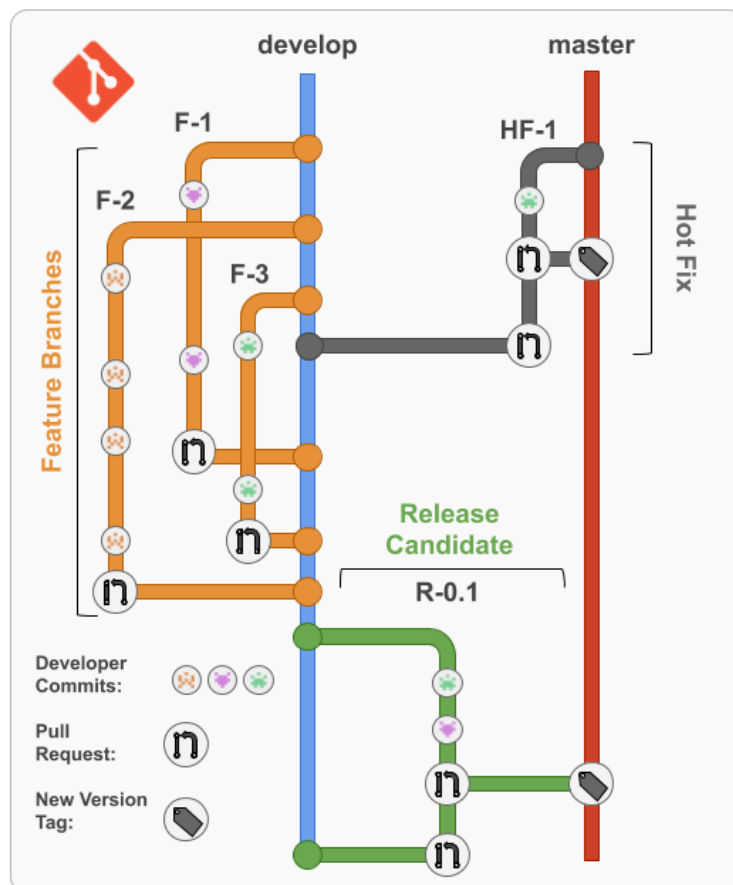 develop
master
F-1
HF-1
F-2
F-3
Feature Branches
Hot Fix
Release
Candidate
R-0.1
Developer
Commits:
Pull
Request:
New Version
Tag: